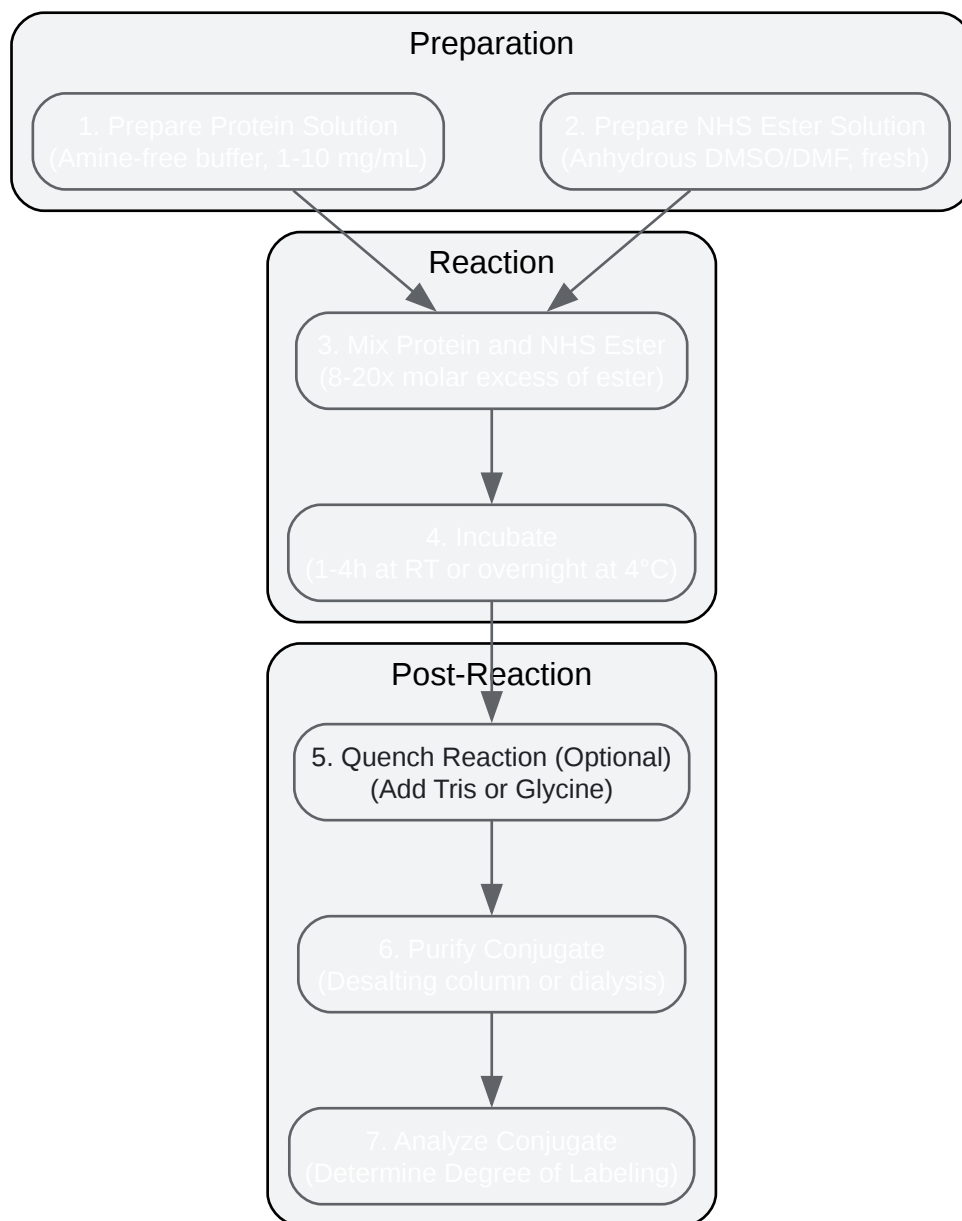 Preparation
1. Prepare Protein Solution
(Amine-free buffer, 1-10 mg/mL)
2. Prepare NHS Ester Solution
(Anhydrous DMSO/DMF, fresh)
Reaction
3. Mix Protein and NHS Ester
(8-20x molar excess of ester)
4. Incubate
(1-4h at RT or overnight at 4°C)
Post-Reaction
5. Quench Reaction (Optional)
(Add Tris or Glycine)
6. Purify Conjugate
(Desalting column or dialysis)
7. Analyze Conjugate
(Determine Degree of Labeling)